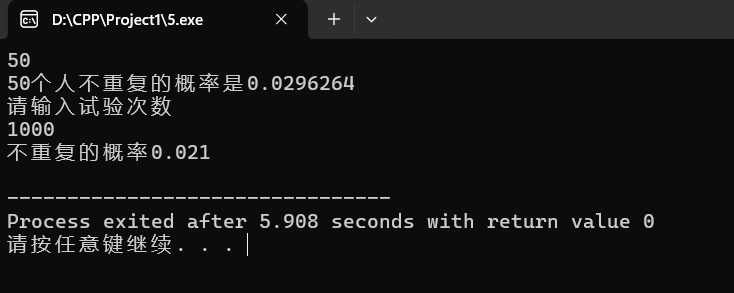 D:\CPP\Project1\5.exe
50
50个人不重复的概率是0.0296264
请输入试验次数
1000
不重复的概率0.021
--------------------------------
Process exited after 5.908 seconds with return value 0
请按任意键继续. . .